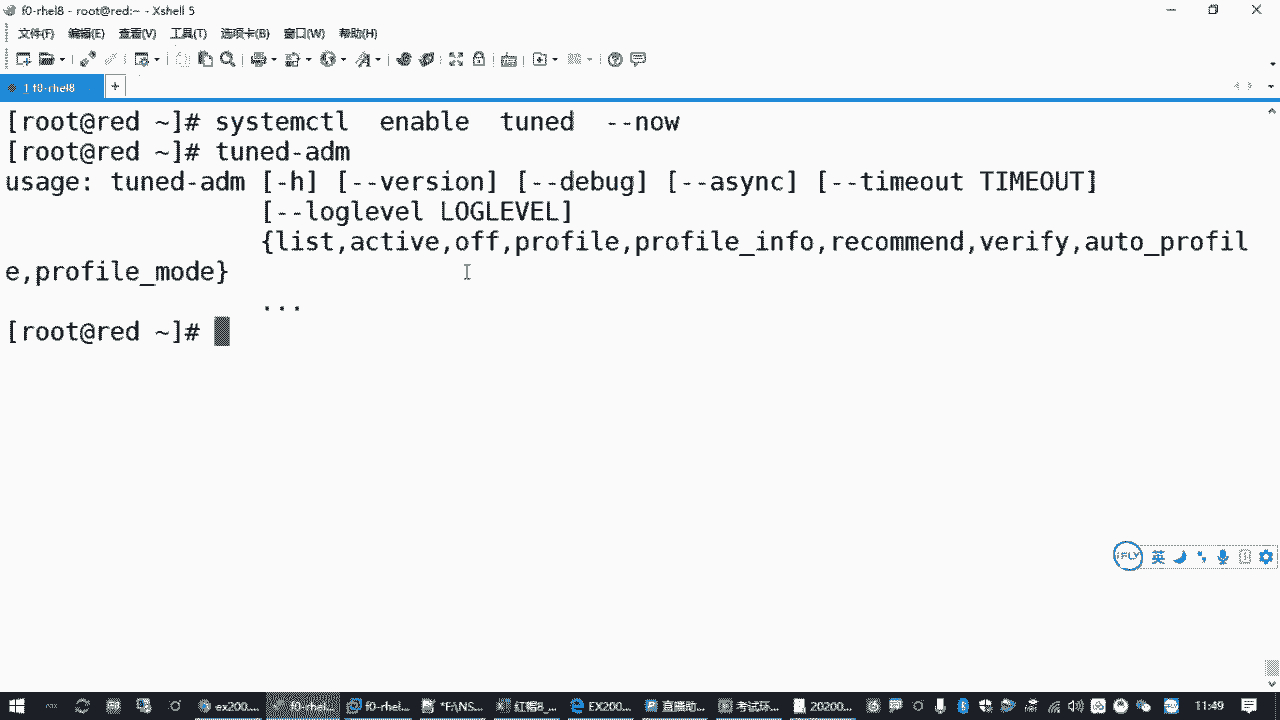 f0-rhel8 - root@red:~ - Xshell 5
文件(F) 编辑(E) 查看(V) 工具(T) 选项卡(B) 窗口(W) 帮助(H)
1 f0-rhel8
[root@red ~]# systemctl  enable  tuned  --now
[root@red ~]# tuned-adm
usage: tuned-adm [-h] [--version] [--debug] [--async] [--timeout TIMEOUT]
                 [--loglevel LOGLEVEL]
                 {list,active,off,profile,profile_info,recommend,verify,auto_profil
e,profile_mode}
                 ...
[root@red ~]#
iFLY 英
ex200... f0-rhel... f0-rhel... *F:\NS... 红帽8_... EX200... 直播助... 考试环... 20200... 11:49